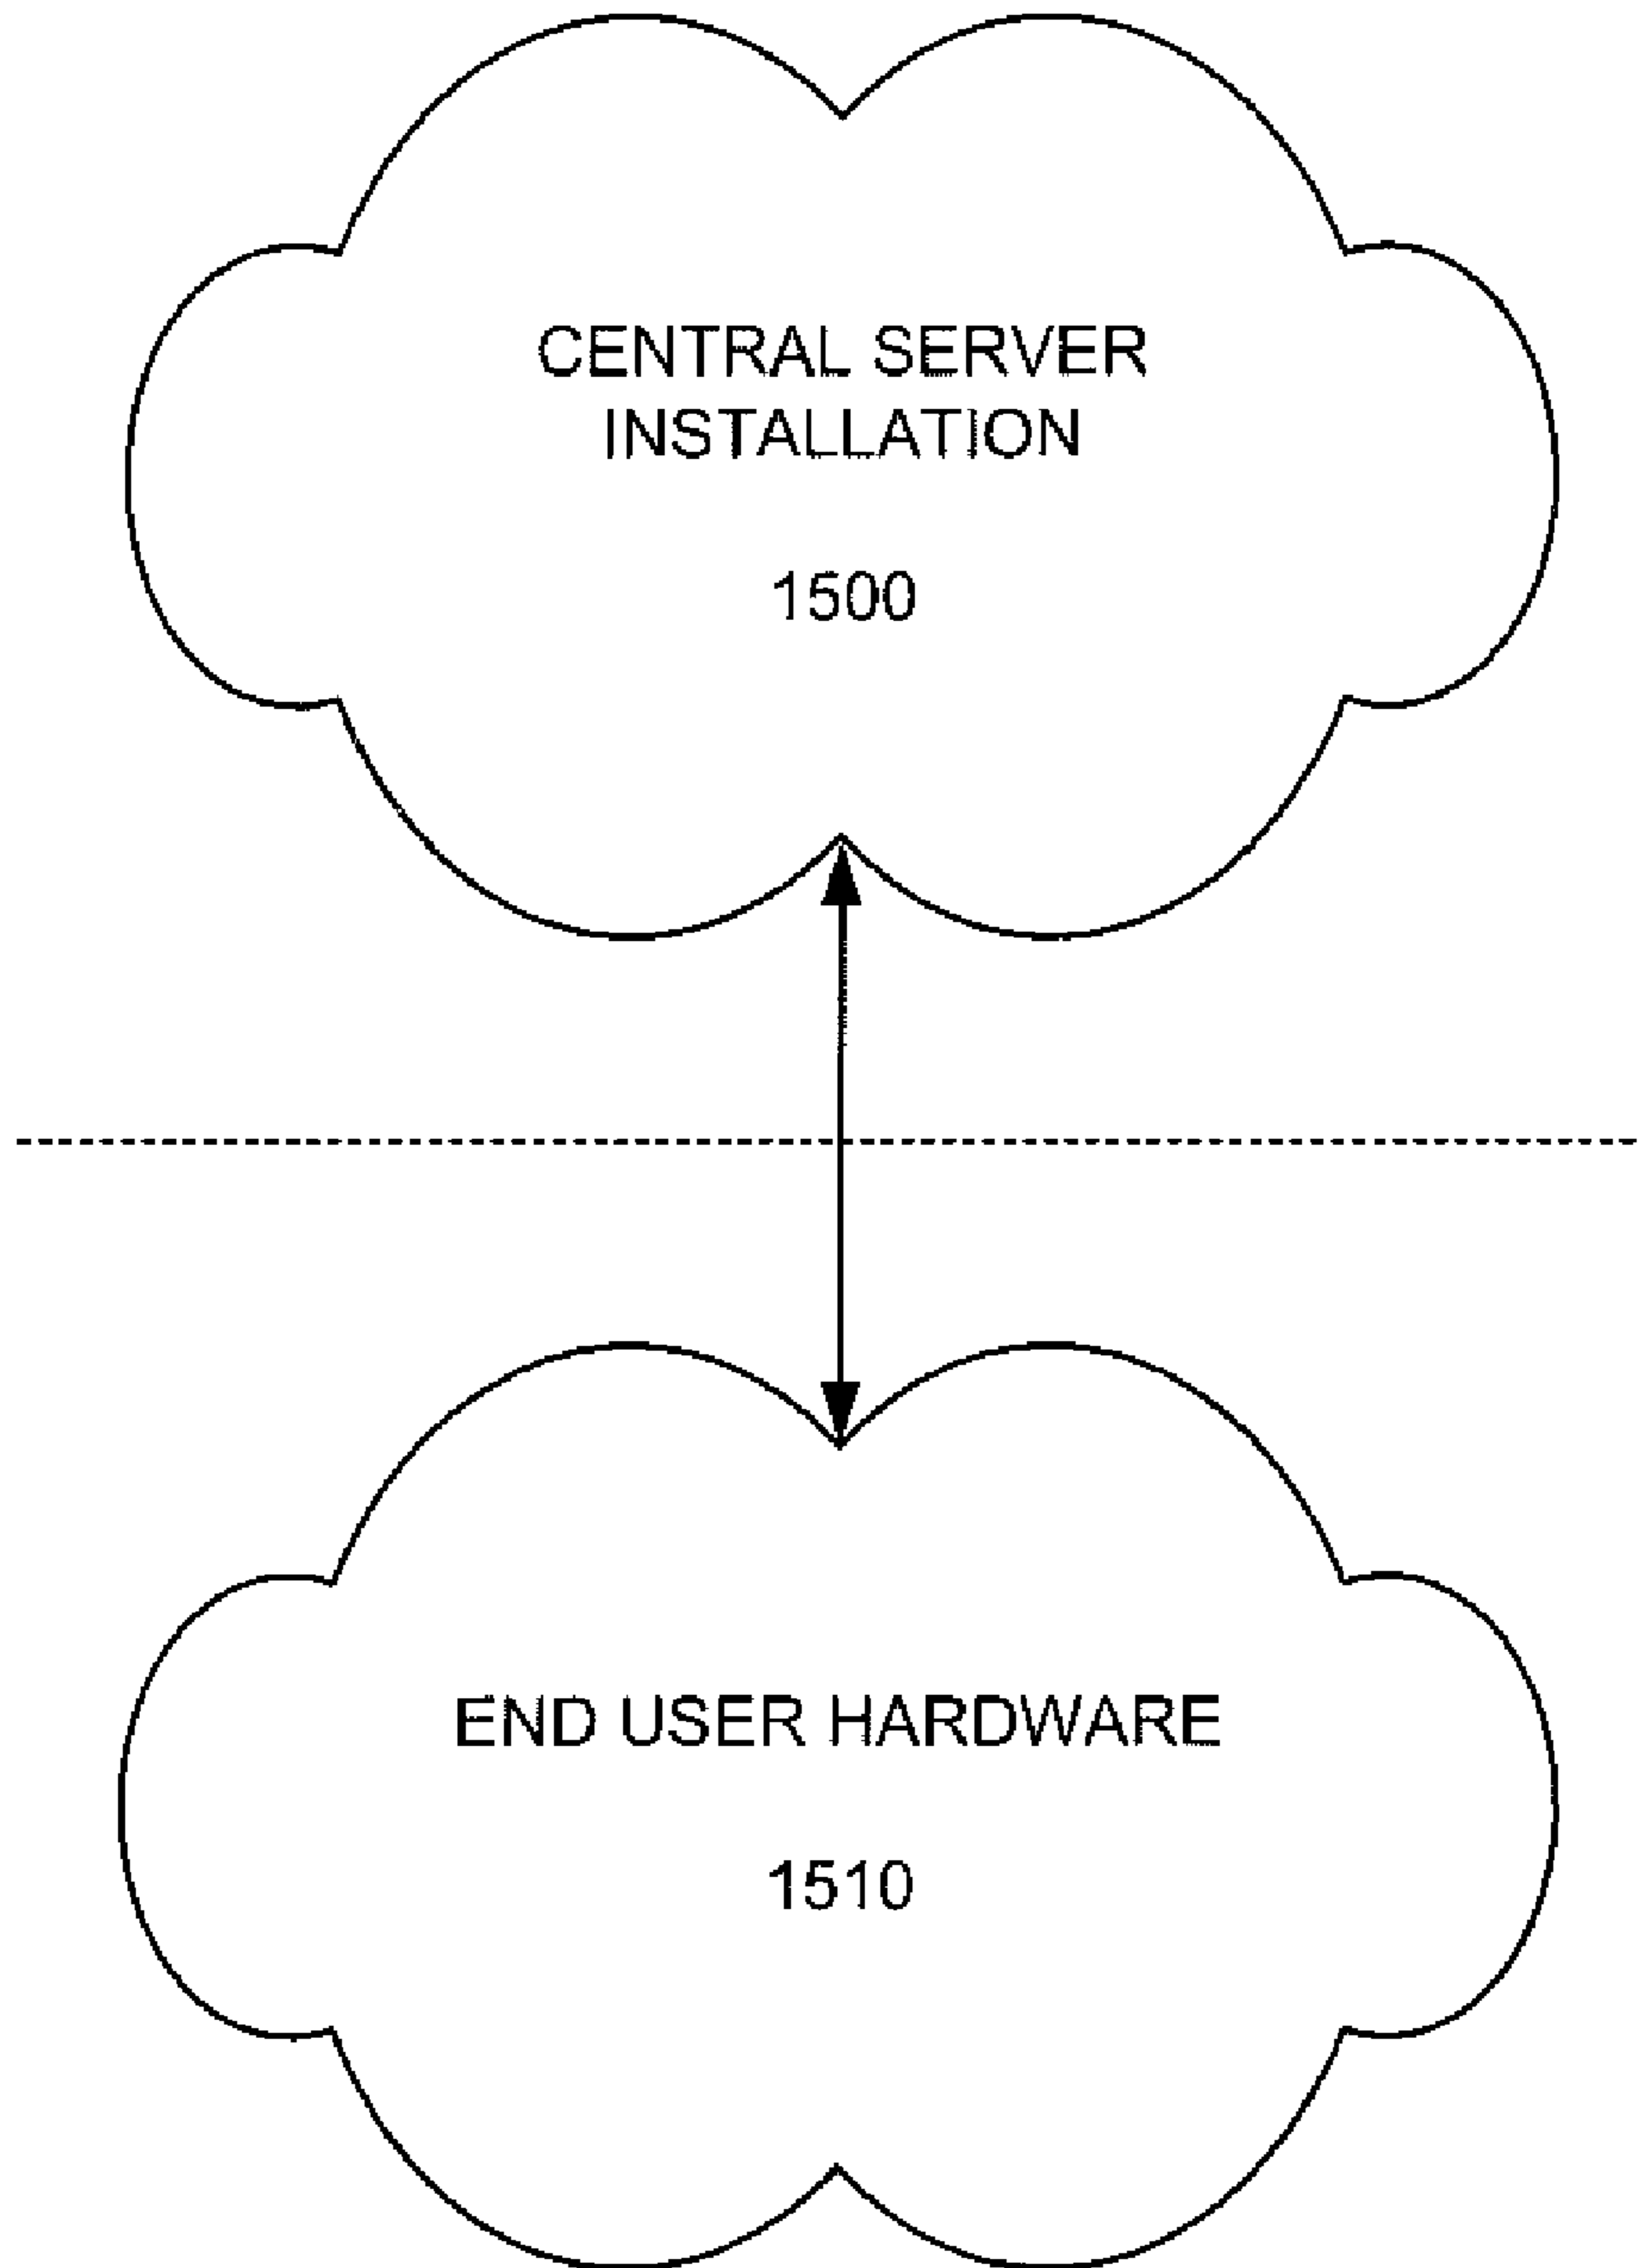 CENTRAL SERVER
INSTALLATION
1500
END USER HARDWARE
1510